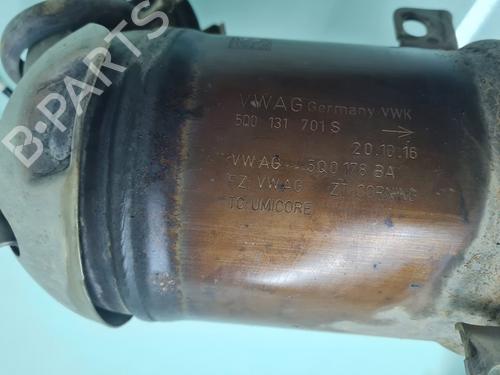 VWAG Germany VWK
5Q0 131 701 S
20.10.16
VWAG 5Q0 178 BA
PZ. VWAG ZT. CORNING
TC. UMICORE
B-PARTS